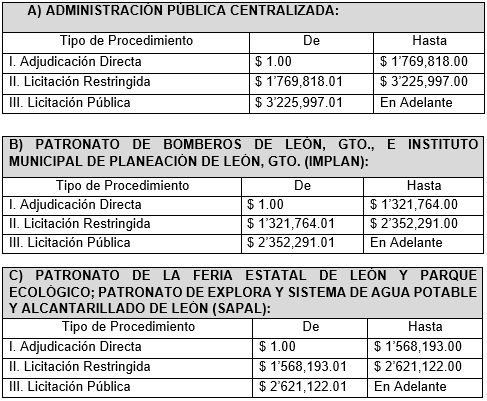 A) ADMINISTRACIÓN PÚBLICA CENTRALIZADA:
Tipo de Procedimiento De Hasta
I. Adjudicación Directa $ 1.00 $ 1’769,818.00
II. Licitación Restringida $ 1’769,818.01 $ 3’225,997.00
III. Licitación Pública $ 3’225,997.01 En Adelante
B) PATRONATO DE BOMBEROS DE LEÓN, GTO., E INSTITUTO
MUNICIPAL DE PLANEACIÓN DE LEÓN, GTO. (IMPLAN):
Tipo de Procedimiento De Hasta
I. Adjudicación Directa $ 1.00 $ 1’321,764.00
II. Licitación Restringida $ 1’321,764.01 $ 2’352,291.00
III. Licitación Pública $ 2’352,291.01 En Adelante
C) PATRONATO DE LA FERIA ESTATAL DE LEÓN Y PARQUE
ECOLÓGICO; PATRONATO DE EXPLORA Y SISTEMA DE AGUA POTABLE
Y ALCANTARILLADO DE LEÓN (SAPAL):
Tipo de Procedimiento De Hasta
I. Adjudicación Directa $ 1.00 $ 1’568,193.00
II. Licitación Restringida $ 1’568,193.01 $ 2’621,122.00
III. Licitación Pública $ 2’621,122.01 En Adelante